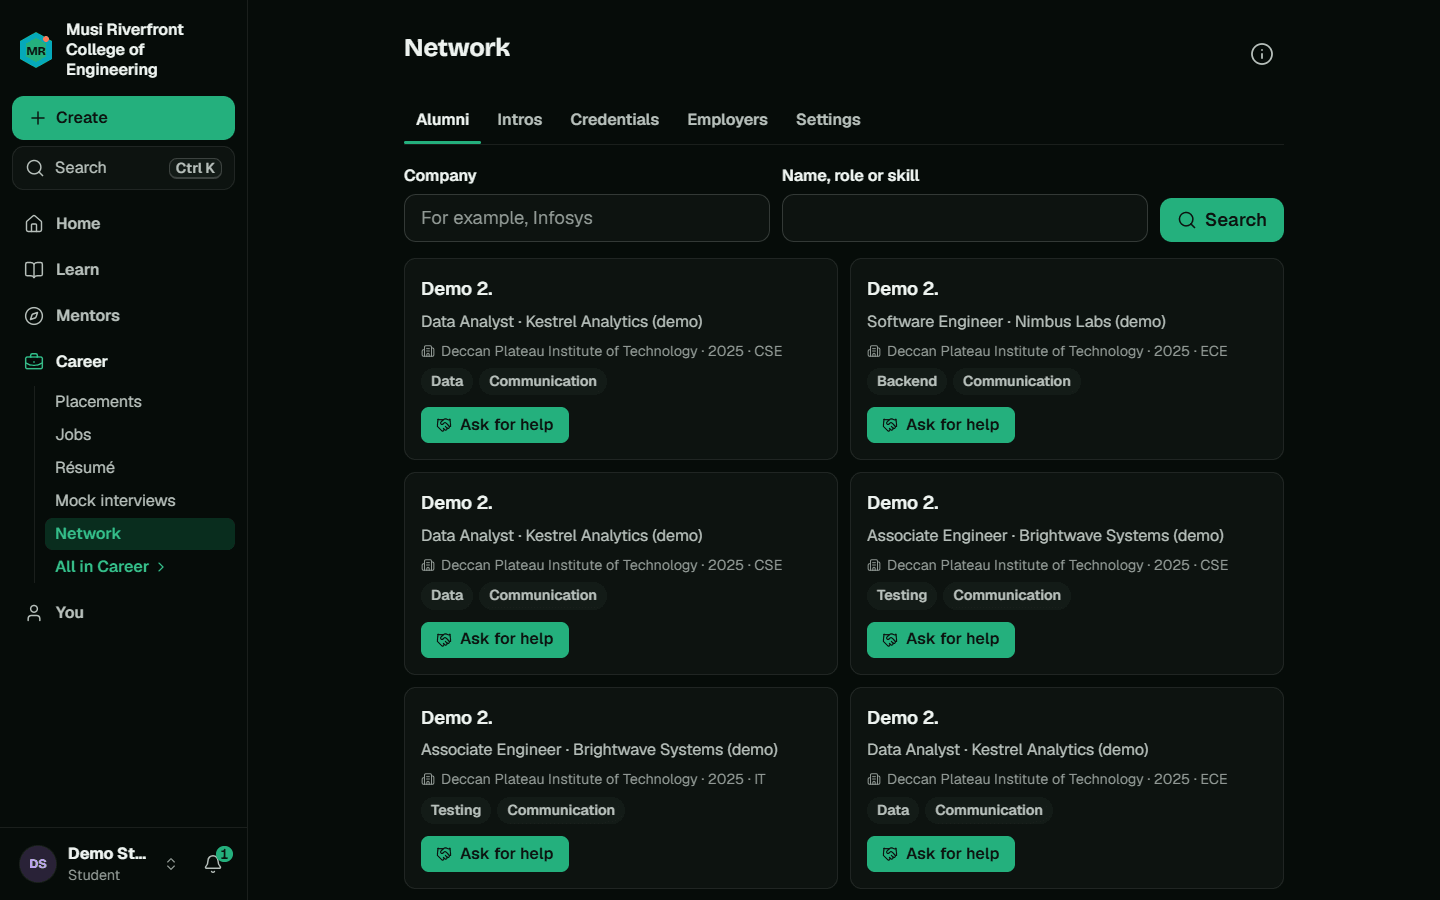 MR
Musi Riverfront
College of
Engineering
Create
Search Ctrl K
Home
Learn
Mentors
Career
Placements
Jobs
Résumé
Mock interviews
Network
All in Career
You
DS
Demo St...
Student
1
Network
Alumni Intros Credentials Employers Settings
Company
For example, Infosys
Name, role or skill
Search
Demo 2.
Data Analyst · Kestrel Analytics (demo)
Deccan Plateau Institute of Technology · 2025 · CSE
Data Communication
Ask for help
Demo 2.
Software Engineer · Nimbus Labs (demo)
Deccan Plateau Institute of Technology · 2025 · ECE
Backend Communication
Ask for help
Demo 2.
Data Analyst · Kestrel Analytics (demo)
Deccan Plateau Institute of Technology · 2025 · CSE
Data Communication
Ask for help
Demo 2.
Associate Engineer · Brightwave Systems (demo)
Deccan Plateau Institute of Technology · 2025 · CSE
Testing Communication
Ask for help
Demo 2.
Associate Engineer · Brightwave Systems (demo)
Deccan Plateau Institute of Technology · 2025 · IT
Testing Communication
Ask for help
Demo 2.
Data Analyst · Kestrel Analytics (demo)
Deccan Plateau Institute of Technology · 2025 · ECE
Data Communication
Ask for help